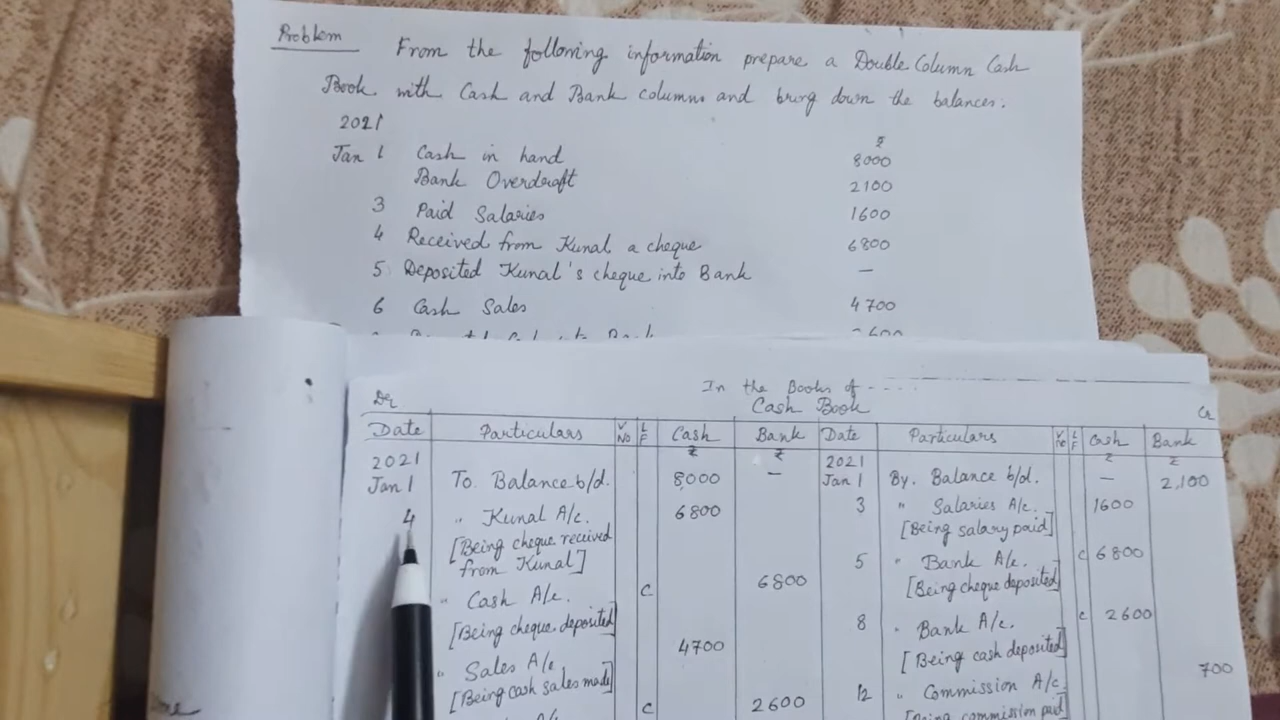 Problem From the following information prepare a Double Column Cash
Book with Cash and Bank columns and bring down the balances.
2021
₹
Jan 1 Cash in hand 8000
Bank Overdraft 2100
3 Paid Salaries 1600
4 Received from Kunal a cheque 6800
5 Deposited Kunal's cheque into Bank —
6 Cash Sales 4700
In the Books of - - - - -
Dr Cash Book Cr
Date Particulars V No L F Cash Bank Date Particulars L F Cash Bank
2021 ₹ ₹ 2021 ₹ ₹
Jan 1 To Balance b/d. 8,000 — Jan 1 By. Balance b/d. — 2,100
4 " Kunal A/c. 6800 3 " Salaries A/c. 1600
[Being cheque received [Being salary paid]
from Kunal] 5 " Bank A/c. c 6800
" Cash A/c. c 6800 [Being cheque deposited]
[Being cheque deposited] 8 " Bank A/c. c 2600
" Sales A/c 4700 [Being cash deposited]
[Being cash sales made] 12 " Commission A/c. 700
c 2600 [Being commission paid]